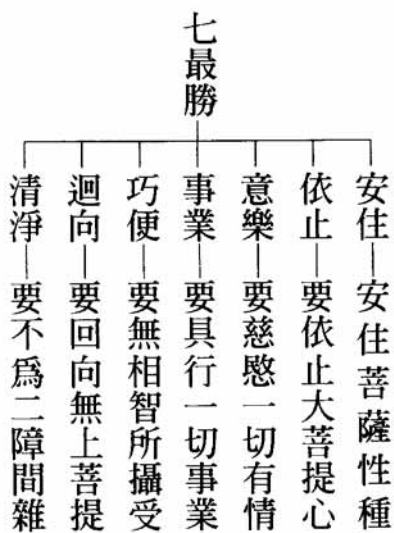 七最勝
安住—安住菩薩性種
依止—要依止大菩提心
意樂—要慈愍一切有情
事業—要具行一切事業
巧便—要無相智所攝受
迴向—要回向無上菩提
清淨—要不為二障間雜